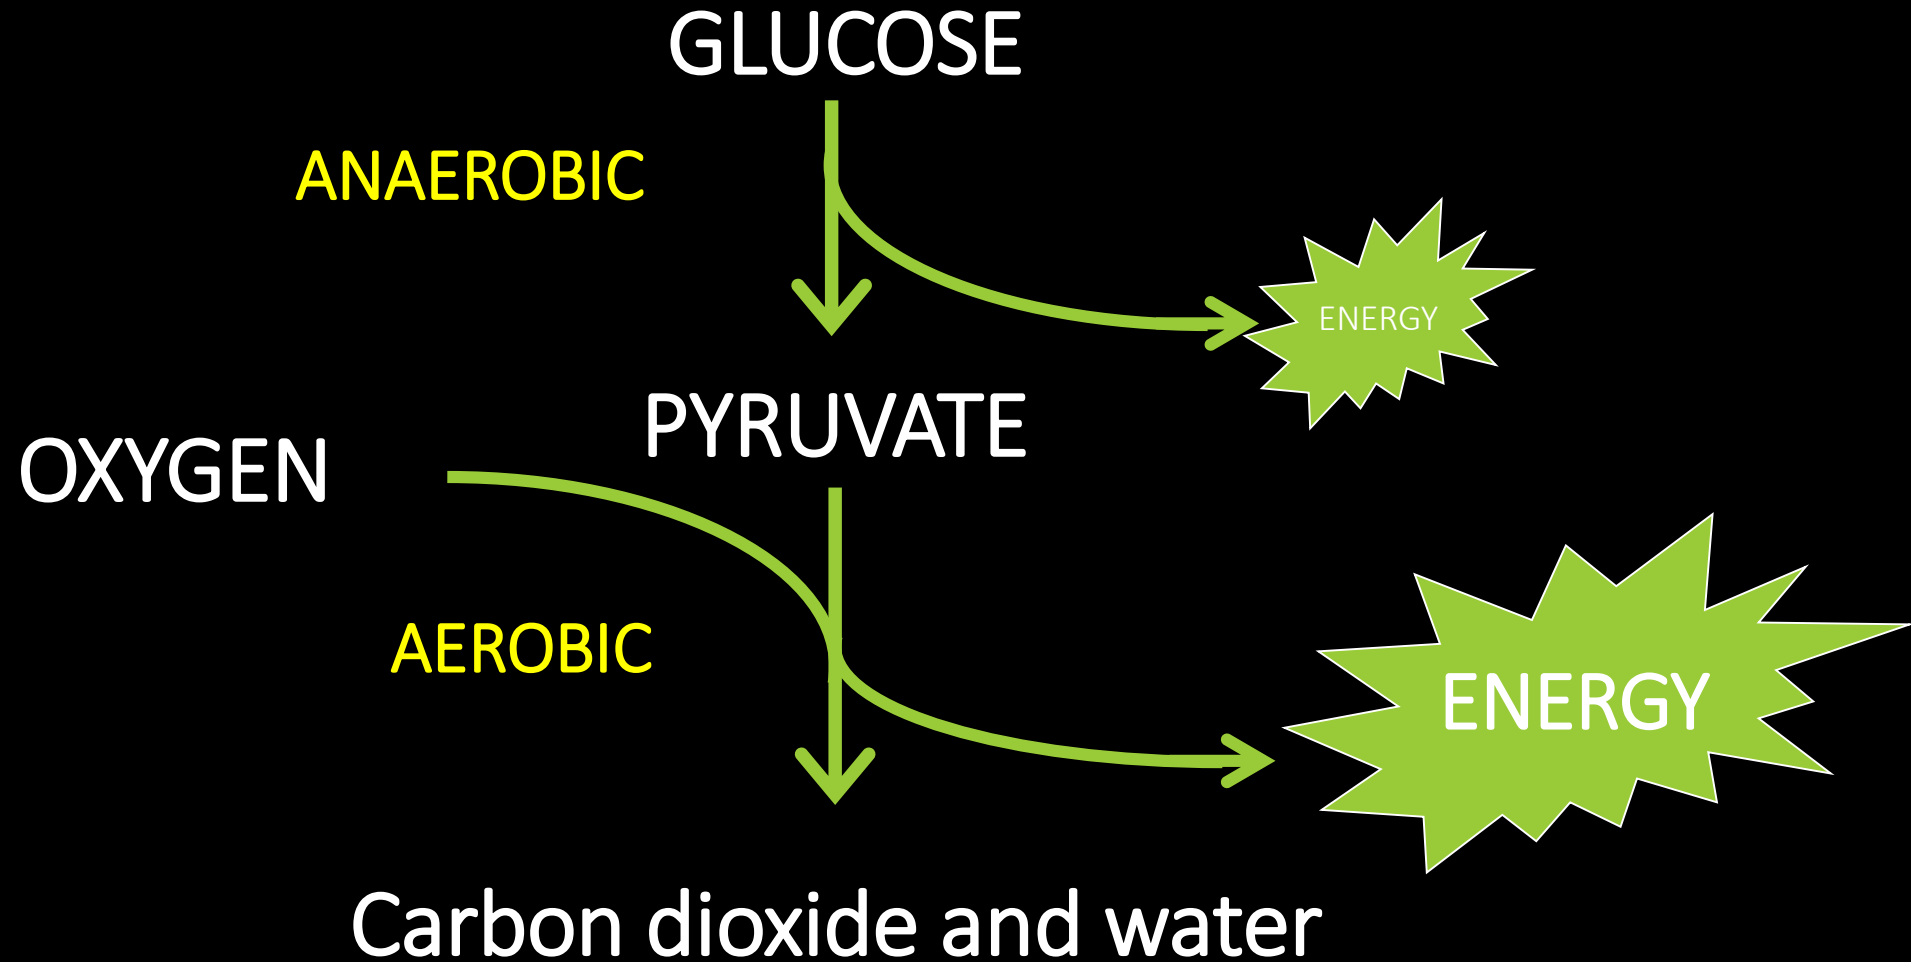 GLUCOSE
ANAEROBIC
ENERGY
PYRUVATE
OXYGEN
AEROBIC
ENERGY
Carbon dioxide and water